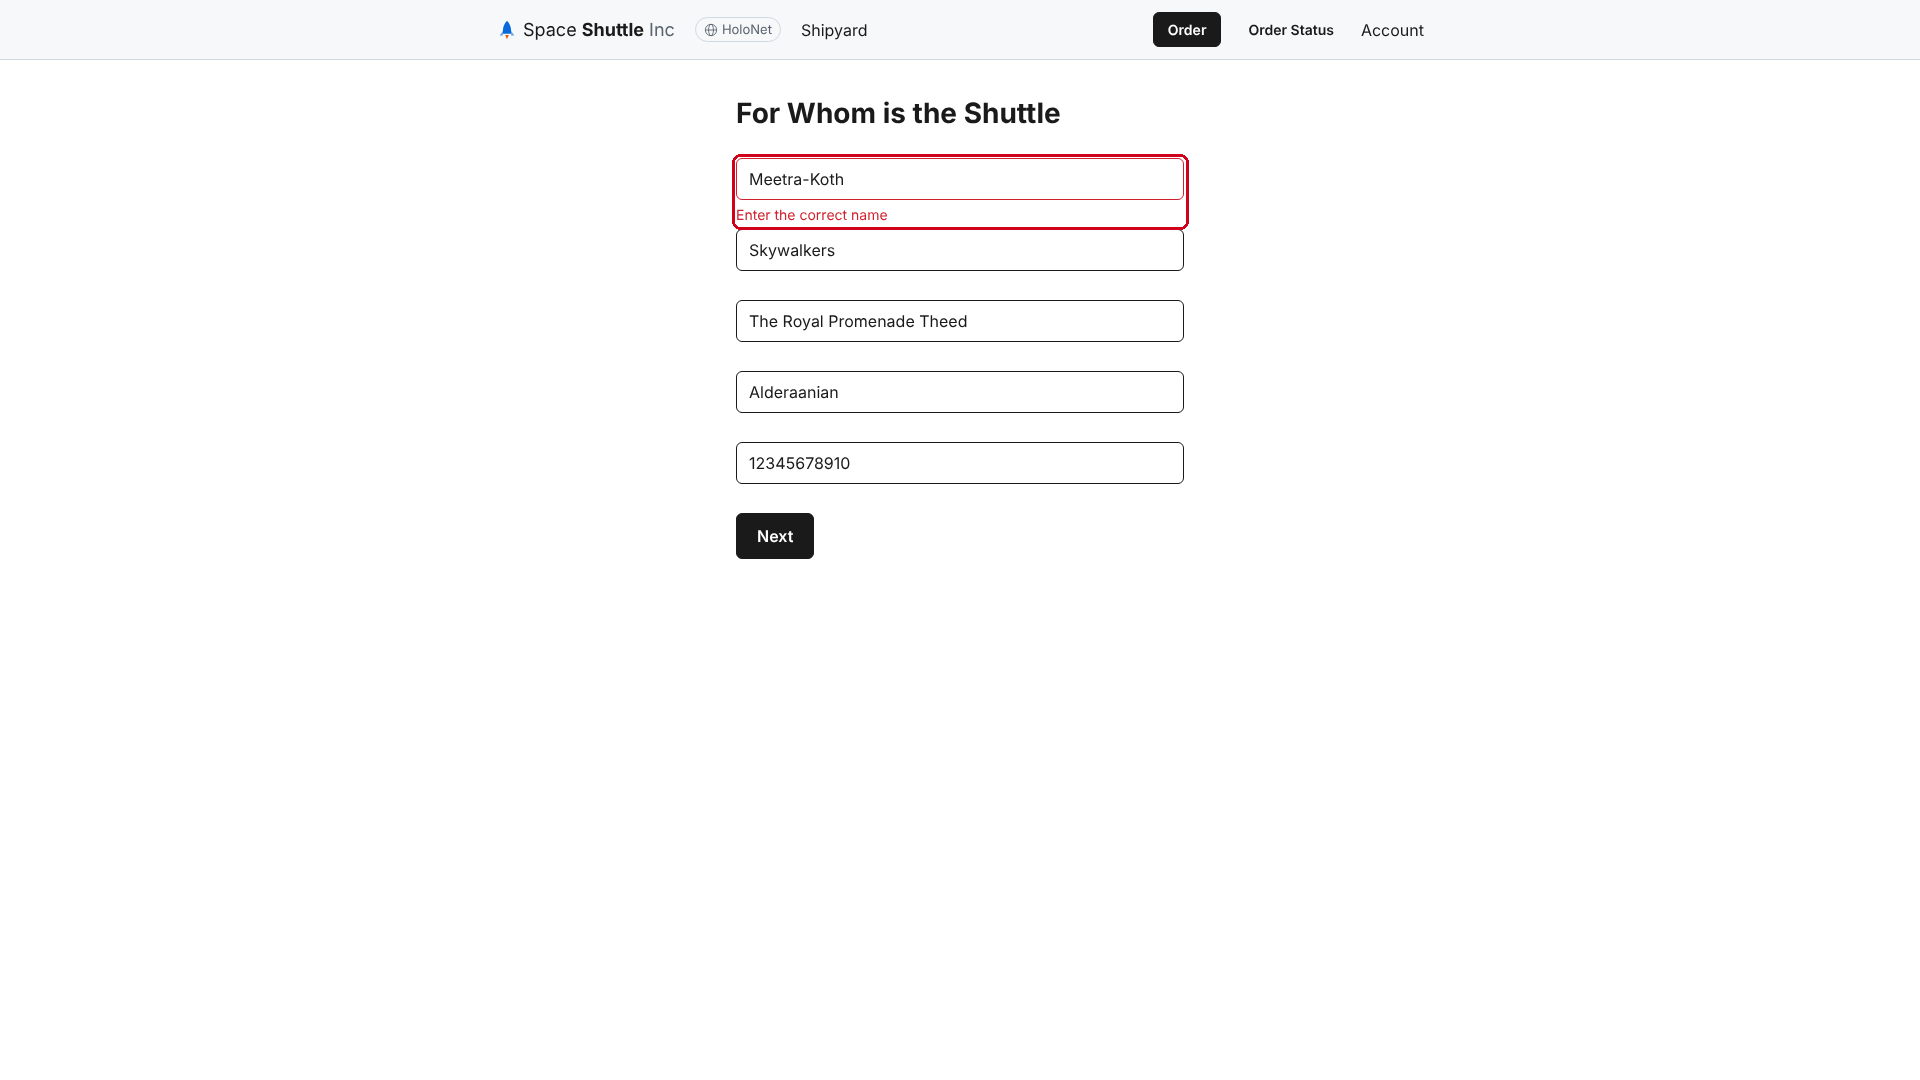 Space Shuttle Inc HoloNet Shipyard Order Order Status Account
For Whom is the Shuttle
Meetra-Koth
Enter the correct name
Skywalkers
The Royal Promenade Theed
Alderaanian
12345678910
Next